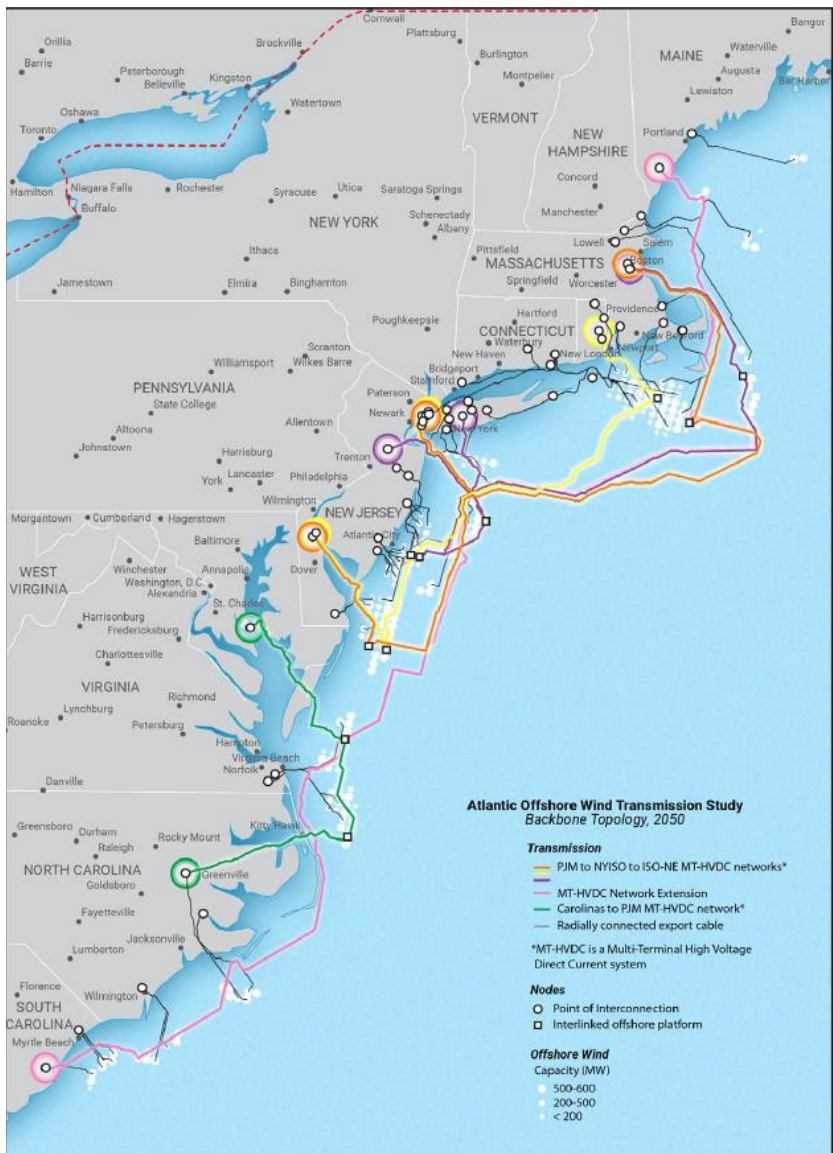 Cornwall
Bangor
Orillia
Plattsburg
Brockville
MAINE
Waterville
Barrie
Burlington
Augusta
Peterborough
Kingston
Montpelier
Bar Harbor
Belleville
Lewiston
Watertown
VERMONT
Oshawa
NEW
HAMPSHIRE
Portland
Toronto
Concord
Hamilton
Niagara Falls
Rochester
Syracuse
Utica
Saratoga Springs
Buffalo
Schenectady
Manchester
NEW YORK
Albany
Lowell
Salem
Ithaca
Pittsfield
MASSACHUSETTS
Boston
Jamestown
Elmira
Binghamton
Springfield
Worcester
Hartford
Providence
Poughkeepsie
CONNECTICUT
New Bedford
Waterbury
Scranton
New Haven
New London
Newport
Williamsport
Wilkes Barre
Bridgeport
Stamford
PENNSYLVANIA
Paterson
State College
Newark
Altoona
Allentown
New York
Johnstown
Harrisburg
Trenton
York
Lancaster
Philadelphia
Wilmington
NEW JERSEY
Morgantown
Cumberland
Hagerstown
Baltimore
Atlantic City
WEST
VIRGINIA
Winchester
Annapolis
Dover
Washington, D.C.
Alexandria
St. Charles
Harrisonburg
Fredericksburg
Charlottesville
VIRGINIA
Richmond
Roanoke
Lynchburg
Petersburg
Hampton
Virginia Beach
Norfolk
Danville
Kitty Hawk
Greensboro
Durham
Rocky Mount
Raleigh
NORTH CAROLINA
Greenville
Goldsboro
Fayetteville
Jacksonville
Lumberton
Florence
Wilmington
SOUTH
CAROLINA
Myrtle Beach
Atlantic Offshore Wind Transmission Study
Backbone Topology, 2050
Transmission
PJM to NYISO to ISO-NE MT-HVDC networks*
MT-HVDC Network Extension
Carolinas to PJM MT-HVDC network*
Radially connected export cable
*MT-HVDC is a Multi-Terminal High Voltage
Direct Current system
Nodes
Point of Interconnection
Interlinked offshore platform
Offshore Wind
Capacity (MW)
500-600
200-500
< 200